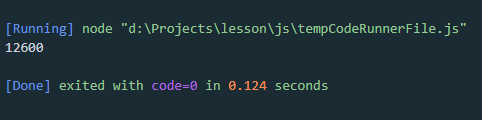 [Running] node "d:\Projects\lesson\js\tempCodeRunnerFile.js"
12600
[Done] exited with code=0 in 0.124 seconds